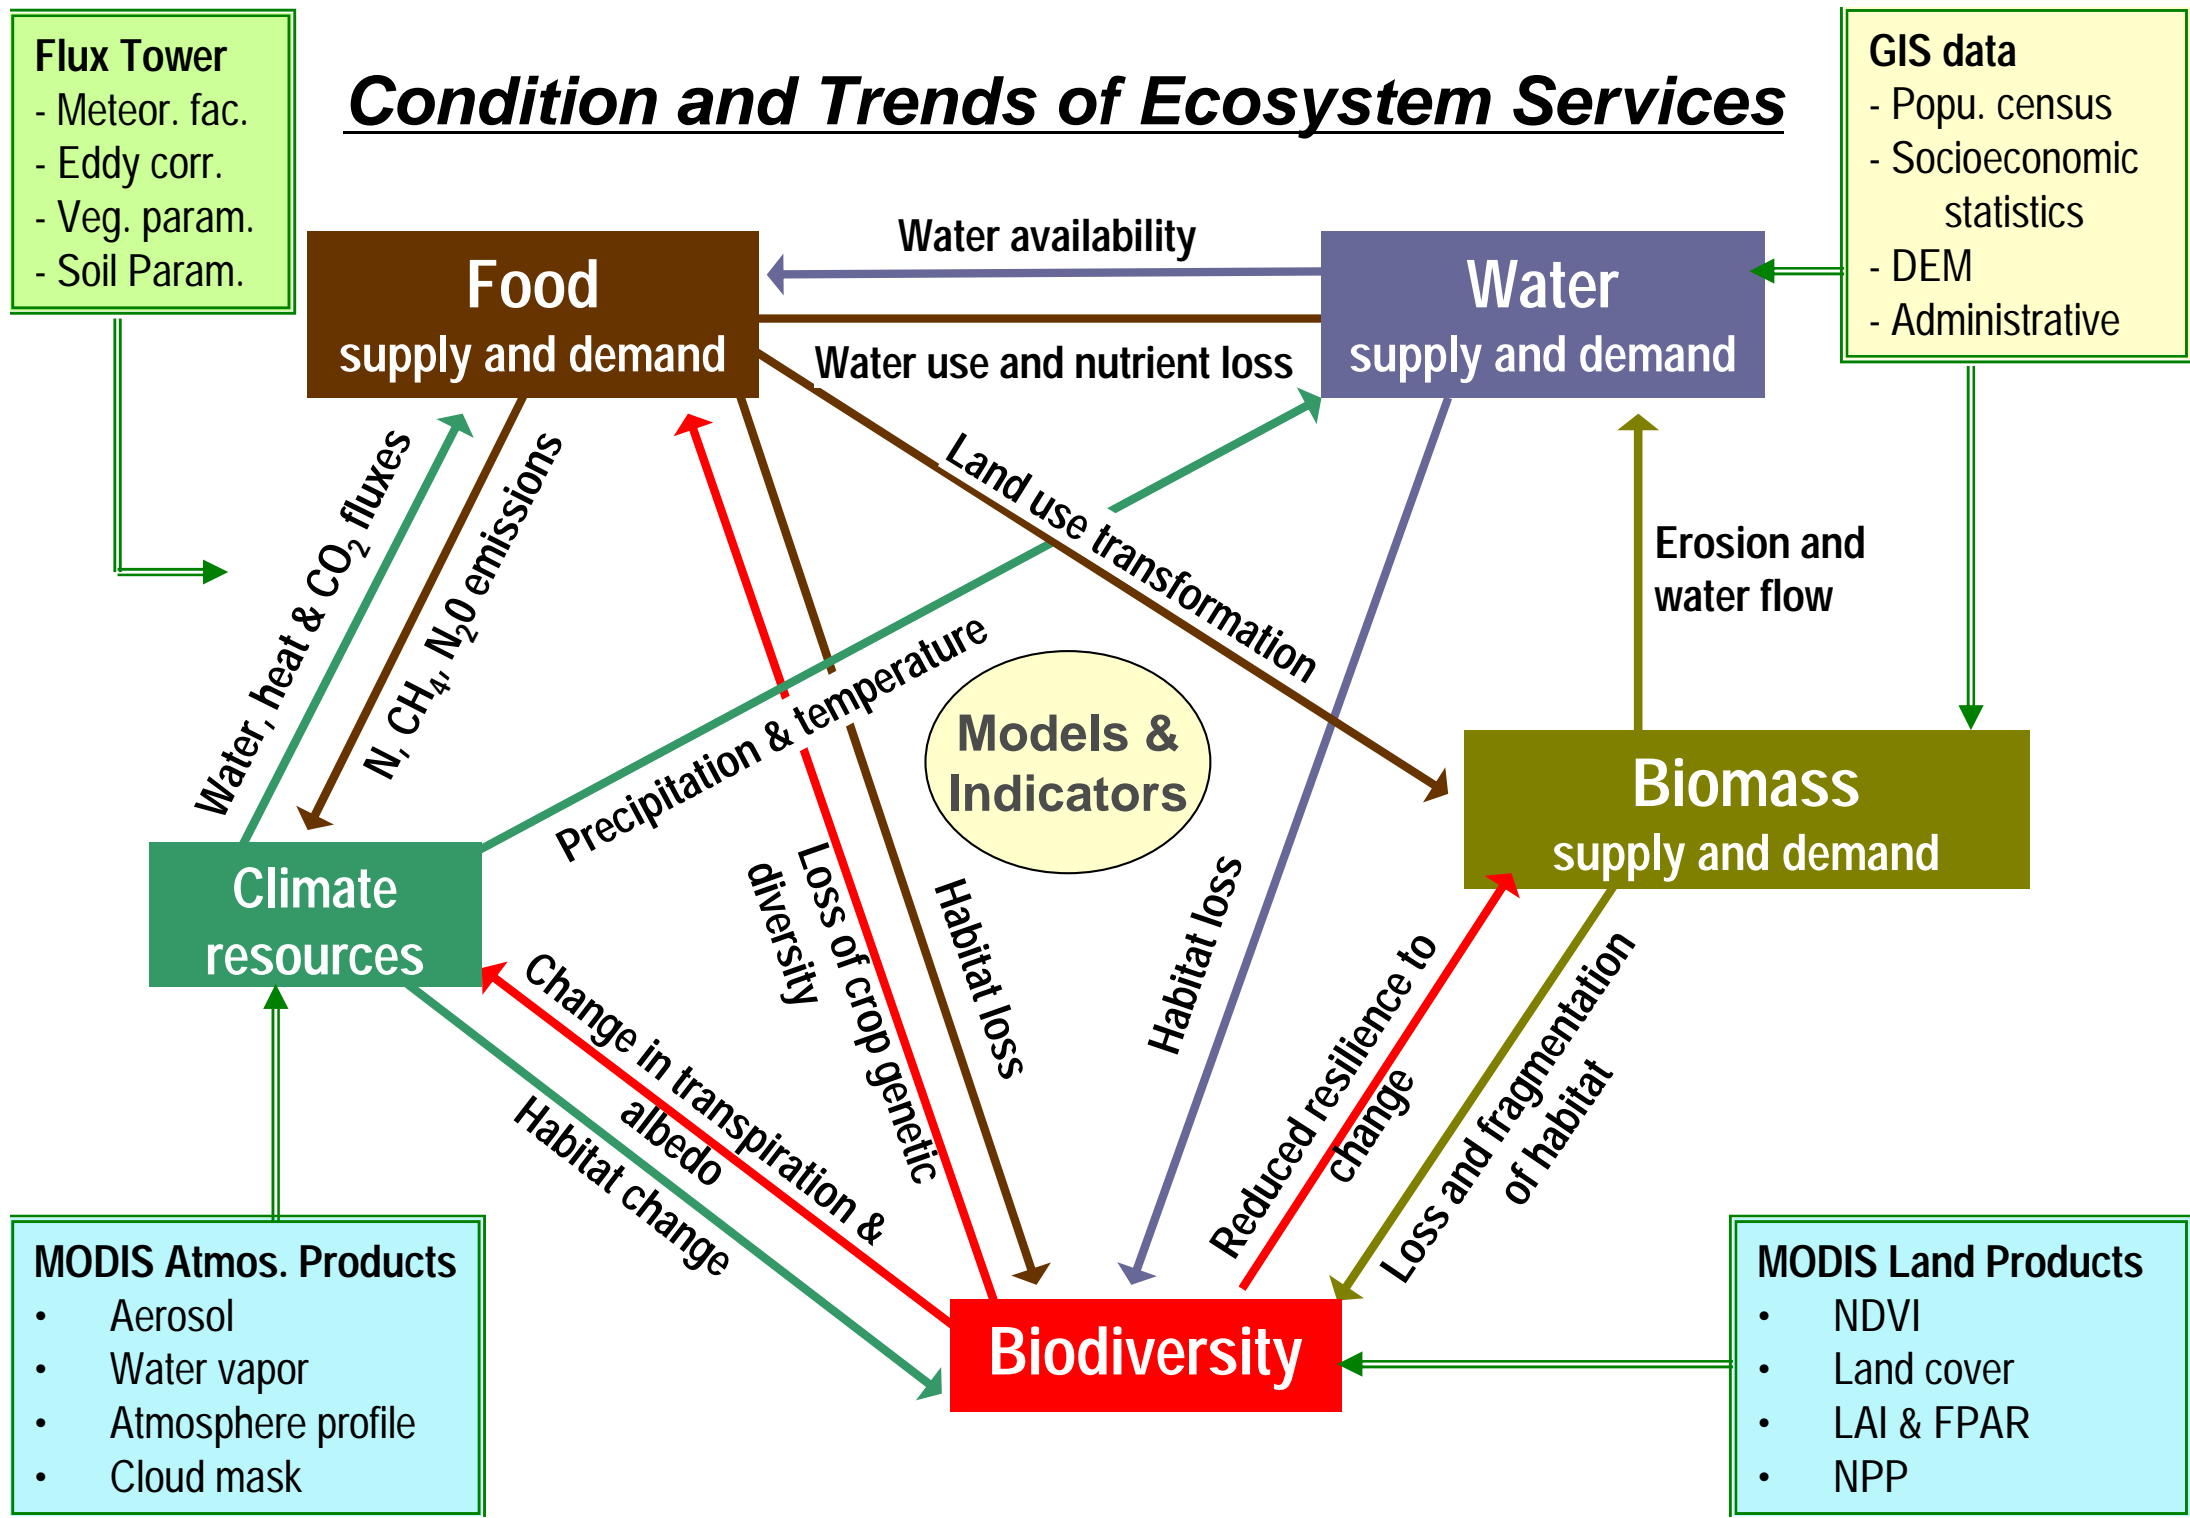 Flux Tower
- Meteor. fac.
- Eddy corr.
- Veg. param.
- Soil Param.
Condition and Trends of Ecosystem Services
GIS data
- Popu. census
- Socioeconomic
statistics
- DEM
- Administrative
Food
supply and demand
Water availability
Water use and nutrient loss
Water
supply and demand
Water, heat & CO₂ fluxes
N, CH₄, N₂0 emissions
Land use transformation
Erosion and
water flow
Precipitation & temperature
Models &
Indicators
Biomass
supply and demand
Climate
resources
Loss of crop genetic
diversity
Habitat loss
Habitat loss
Reduced resilience to
change
Loss and fragmentation
of habitat
Change in transpiration &
albedo
Habitat change
Biodiversity
MODIS Atmos. Products
• Aerosol
• Water vapor
• Atmosphere profile
• Cloud mask
MODIS Land Products
• NDVI
• Land cover
• LAI & FPAR
• NPP